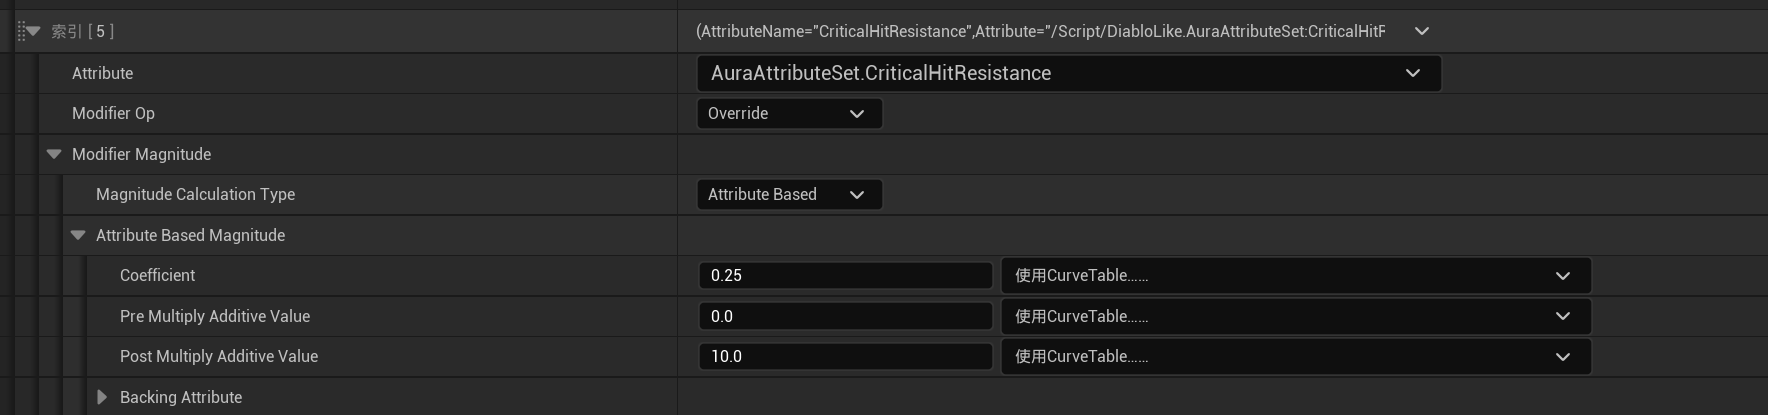 索引 [ 5 ] (AttributeName="CriticalHitResistance",Attribute="/Script/DiabloLike.AuraAttributeSet:CriticalHitF
Attribute AuraAttributeSet.CriticalHitResistance
Modifier Op Override
Modifier Magnitude
Magnitude Calculation Type Attribute Based
Attribute Based Magnitude
Coefficient 0.25 使用CurveTable……
Pre Multiply Additive Value 0.0 使用CurveTable……
Post Multiply Additive Value 10.0 使用CurveTable……
Backing Attribute